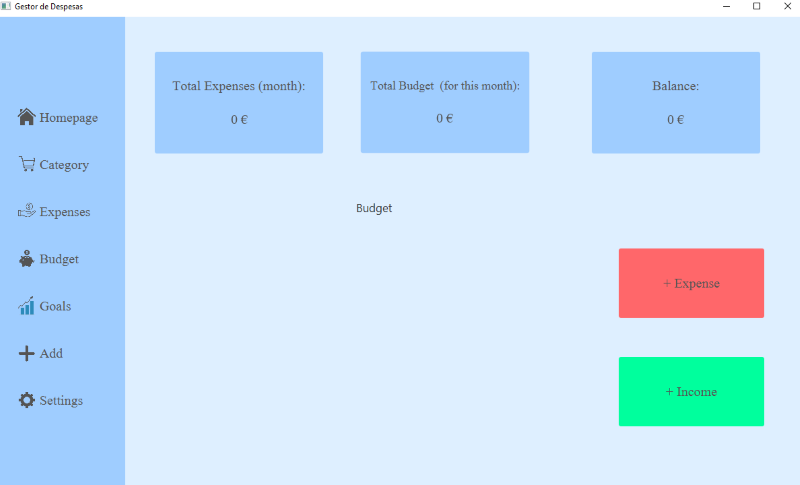 Gestor de Despesas
Homepage
Category
Expenses
Budget
Goals
Add
Settings
Total Expenses (month):
0 €
Total Budget  (for this month):
0 €
Balance:
0 €
Budget
+ Expense
+ Income